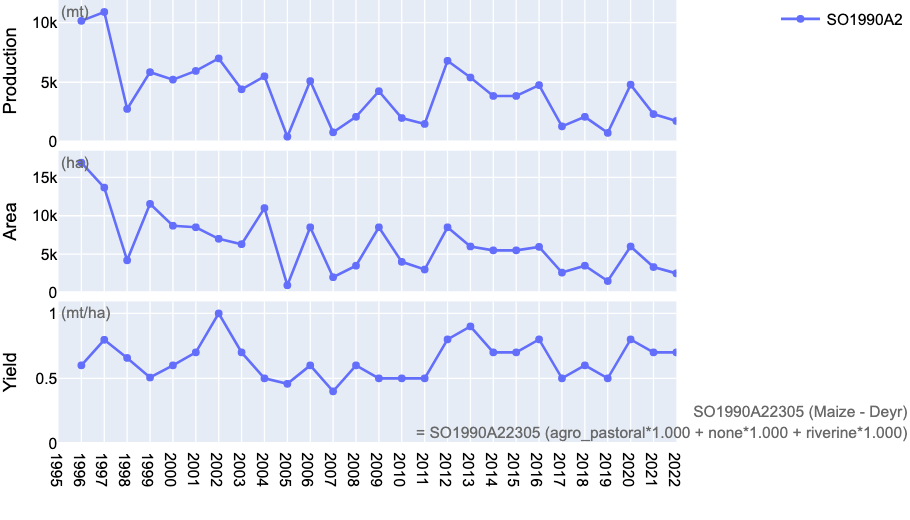 (mt)
SO1990A2
10k
5k
0
Production
(ha)
15k
10k
5k
0
Area
(mt/ha)
1
0.5
0
Yield
SO1990A22305 (Maize - Deyr)
= SO1990A22305 (agro_pastoral*1.000 + none*1.000 + riverine*1.000)
1995 1996 1997 1998 1999 2000 2001 2002 2003 2004 2005 2006 2007 2008 2009 2010 2011 2012 2013 2014 2015 2016 2017 2018 2019 2020 2021 2022